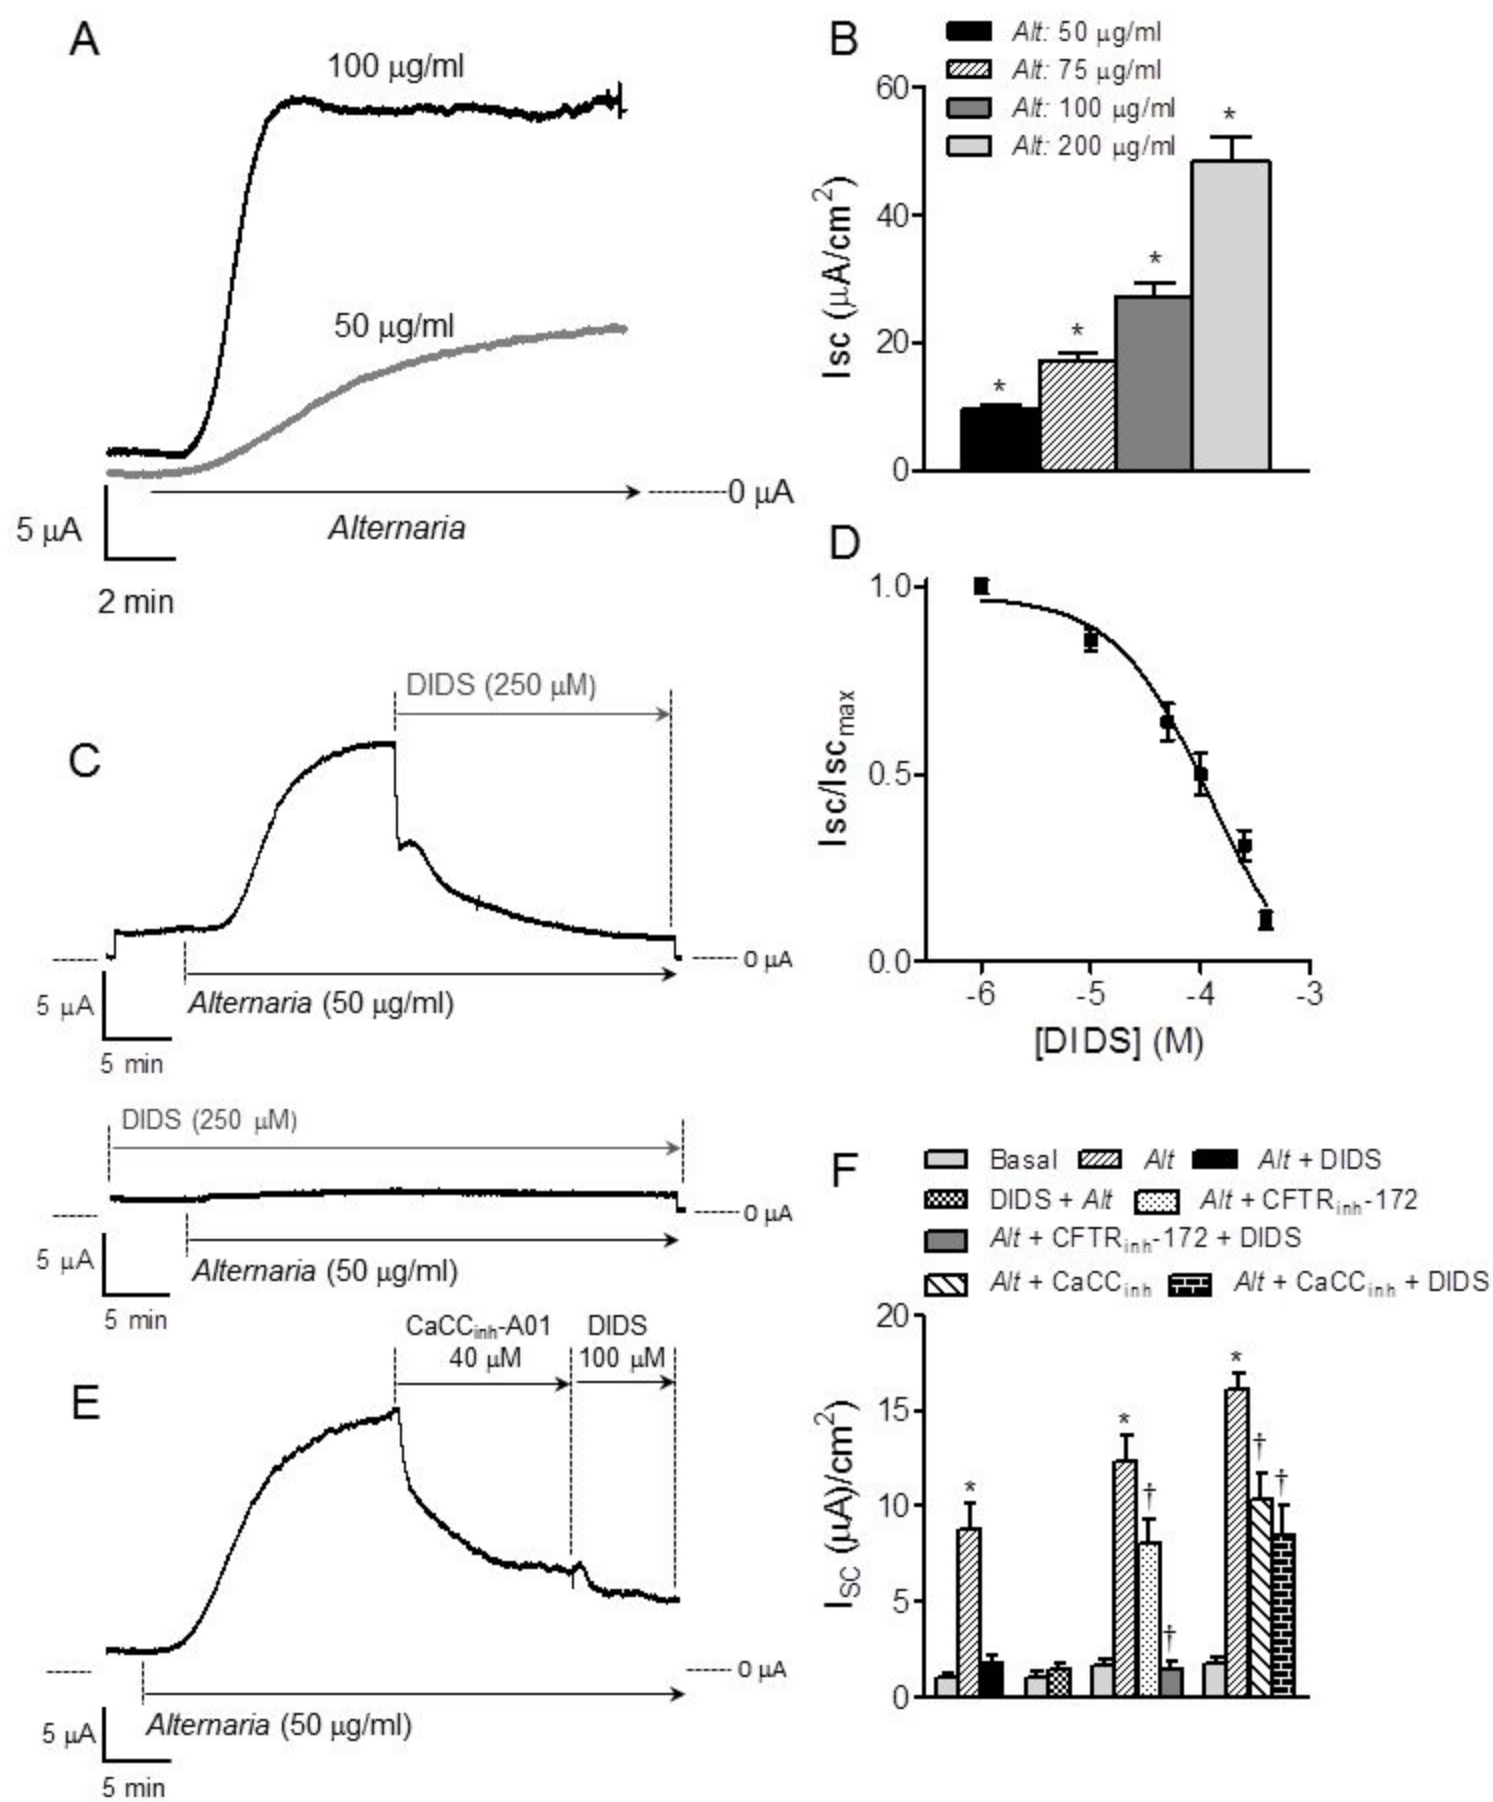 A
100 μg/ml
50 μg/ml
0 μA
Alternaria
5 μA
2 min
B
Alt: 50 μg/ml
Alt: 75 μg/ml
Alt: 100 μg/ml
Alt: 200 μg/ml
Isc (μA/cm2)
60
40
20
0
*
*
*
*
C
DIDS (250 μM)
0 μA
Alternaria (50 μg/ml)
5 μA
5 min
DIDS (250 μM)
0 μA
Alternaria (50 μg/ml)
5 μA
5 min
D
Isc/Iscmax
1.0
0.5
0.0
-6 -5 -4 -3
[DIDS] (M)
E
CaCCinh-A01 DIDS
40 μM 100 μM
0 μA
Alternaria (50 μg/ml)
5 μA
5 min
F
Basal Alt Alt + DIDS
DIDS + Alt Alt + CFTRinh-172
Alt + CFTRinh-172 + DIDS
Alt + CaCCinh Alt + CaCCinh + DIDS
ISC (μA)/cm2)
20
15
10
5
0
*
*
†
†
*
†
†